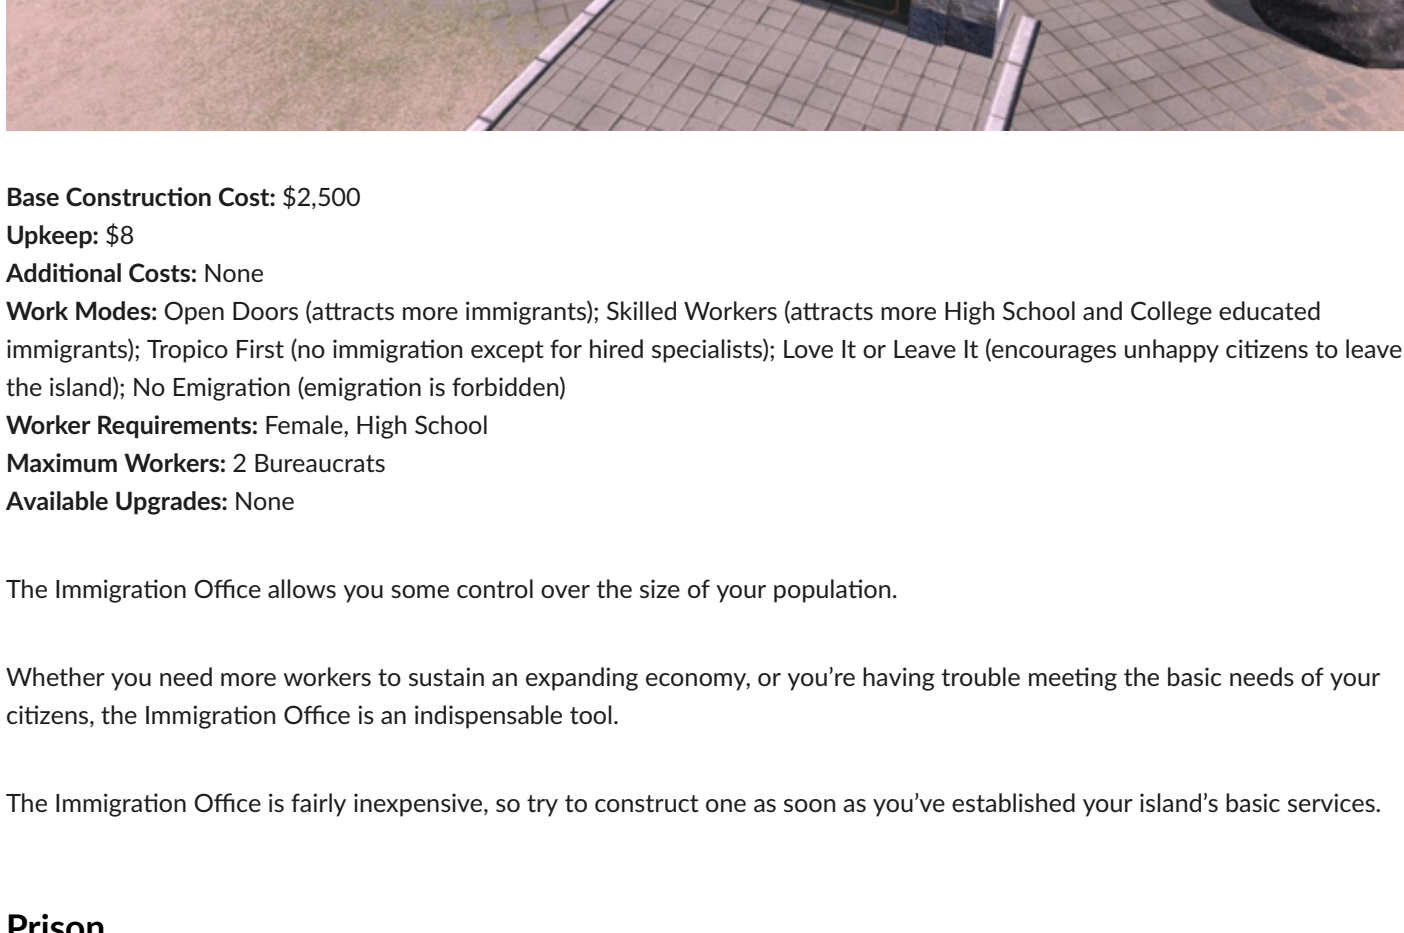 Base Construction Cost: $2,500
Upkeep: $8
Additional Costs: None
Work Modes: Open Doors (attracts more immigrants); Skilled Workers (attracts more High School and College educated
immigrants); Tropico First (no immigration except for hired specialists); Love It or Leave It (encourages unhappy citizens to leave
the island); No Emigration (emigration is forbidden)
Worker Requirements: Female, High School
Maximum Workers: 2 Bureaucrats
Available Upgrades: None
The Immigration Office allows you some control over the size of your population.
Whether you need more workers to sustain an expanding economy, or you’re having trouble meeting the basic needs of your
citizens, the Immigration Office is an indispensable tool.
The Immigration Office is fairly inexpensive, so try to construct one as soon as you’ve established your island’s basic services.
Prison